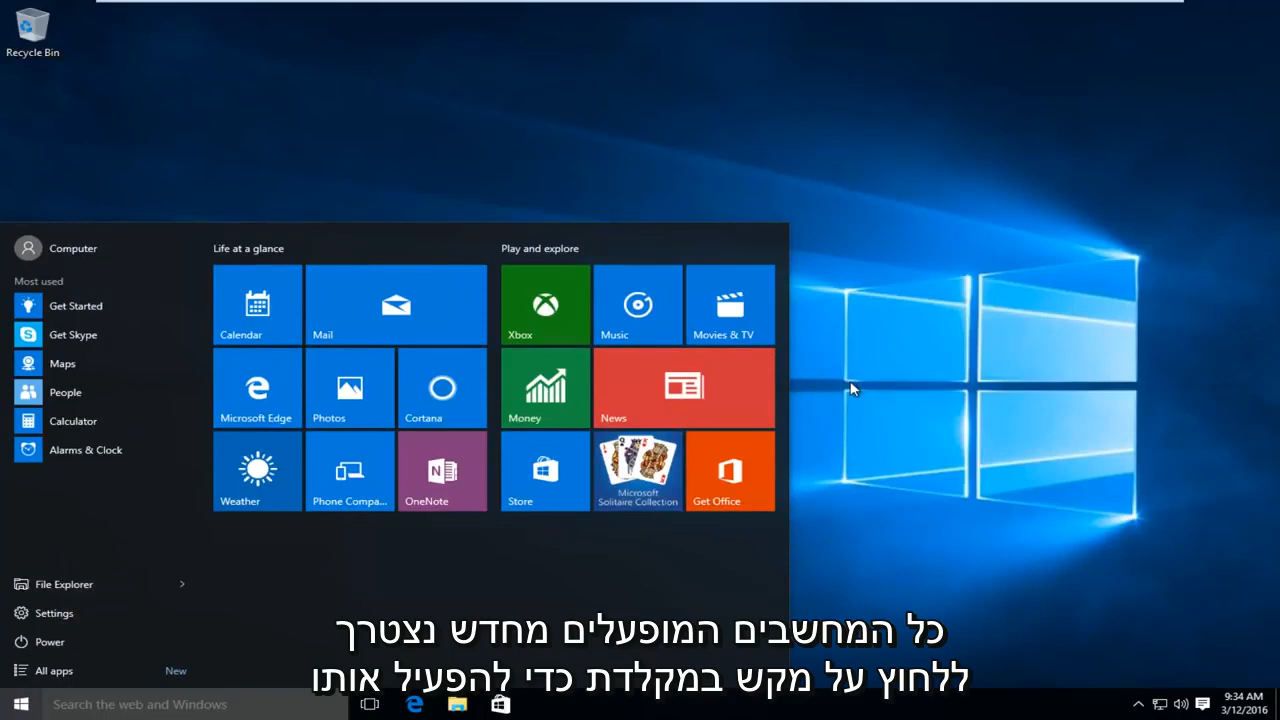 Recycle Bin
Computer
Most used
Get Started
Get Skype
Maps
People
Calculator
Alarms & Clock
File Explorer
Settings
Power
All apps
New
Life at a glance
Calendar
Mail
Microsoft Edge
Photos
Cortana
Weather
Phone Compa...
OneNote
Play and explore
Xbox
Music
Movies & TV
Money
News
Store
Microsoft
Solitaire Collection
Get Office
כל המחשבים המופעלים מחדש נצטרך
ללחוץ על מקש במקלדת כדי להפעיל אותו
Search the web and Windows
9:34 AM
3/12/2016